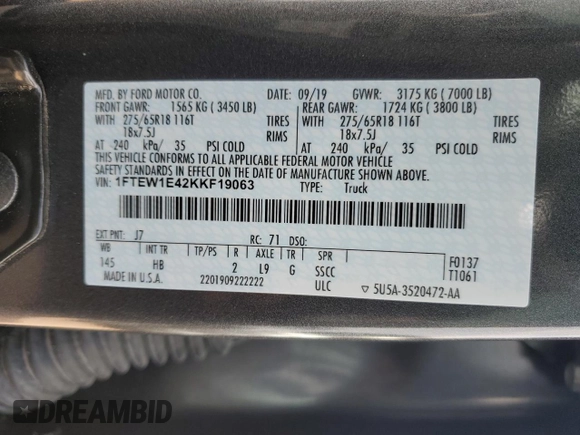 MFD. BY FORD MOTOR CO. DATE: 09/19 GVWR: 3175 KG ( 7000 LB)
FRONT GAWR: 1565 KG ( 3450 LB) REAR GAWR: 1724 KG ( 3800 LB)
WITH 275/65R18 116T TIRES WITH 275/65R18 116T TIRES
18x7.5J RIMS 18x7.5J RIMS
AT 240 kPa/ 35 PSI COLD AT 240 kPa/ 35 PSI COLD
THIS VEHICLE CONFORMS TO ALL APPLICABLE FEDERAL MOTOR VEHICLE
SAFETY STANDARDS IN EFFECT ON THE DATE OF MANUFACTURE SHOWN ABOVE.
VIN: 1FTEW1E42KKF19063 TYPE: Truck
EXT PNT: J7 RC: 71 DSO:
WB INT TR TP/PS R AXLE TR SPR F0137
145 HB 2 L9 G SSCC T1061
MADE IN U.S.A. 2201909222222 ULC ▽ 5U5A-3520472-AA
DREAMBID